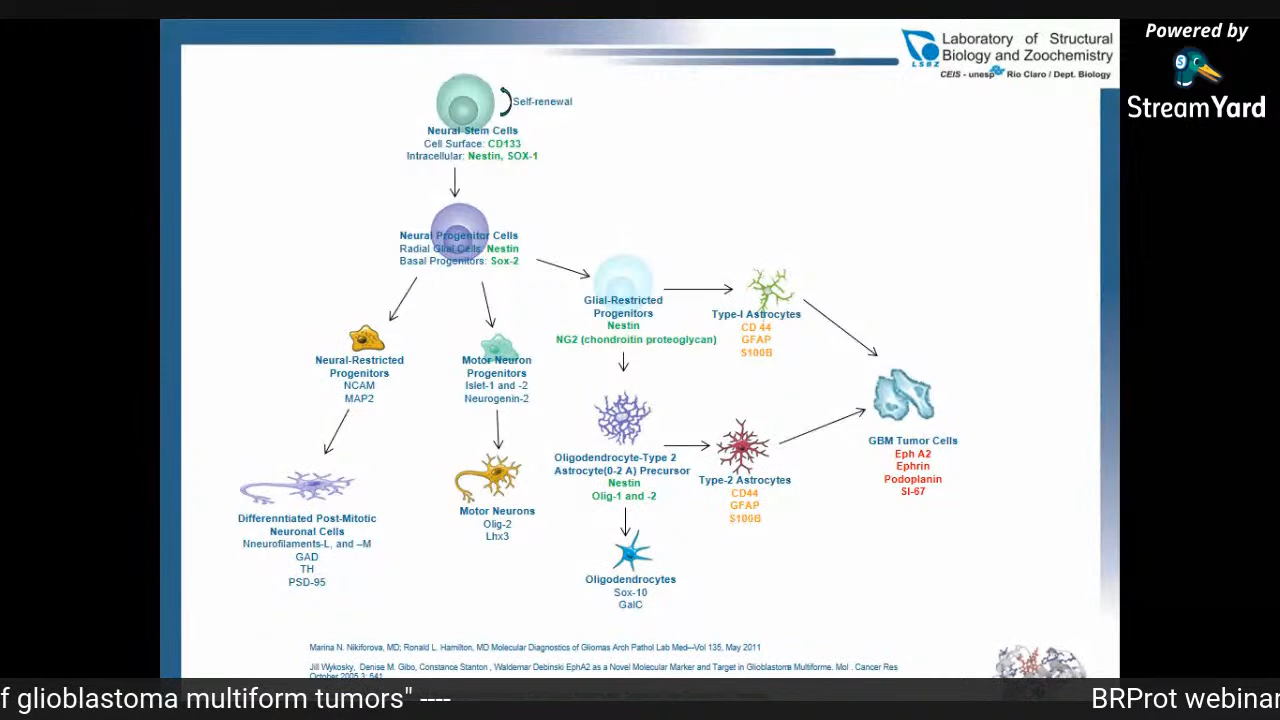 Powered by
StreamYard
Laboratory of Structural
Biology and Zoochemistry
LSBZ
CEIS - unesp Rio Claro / Dept. Biology
Self-renewal
Neural Stem Cells
Cell Surface: CD133
Intracellular: Nestin, SOX-1
Neural Progenitor Cells
Radial Glial Cells: Nestin
Basal Progenitors: Sox-2
Glial-Restricted
Progenitors
Nestin
NG2 (chondroitin proteoglycan)
Type-I Astrocytes
CD 44
GFAP
S100B
Neural-Restricted
Progenitors
NCAM
MAP2
Motor Neuron
Progenitors
Islet-1 and -2
Neurogenin-2
GBM Tumor Cells
Eph A2
Ephrin
Podoplanin
SI-67
Oligodendrocyte-Type 2
Astrocyte(0-2 A) Precursor
Nestin
Olig-1 and -2
Type-2 Astrocytes
CD44
GFAP
S100B
Differenntiated Post-Mitotic
Neuronal Cells
Nneurofilaments-L, and –M
GAD
TH
PSD-95
Motor Neurons
Olig-2
Lhx3
Oligodendrocytes
Sox-10
GalC
Marina N. Nikiforova, MD; Ronald L. Hamilton, MD Molecular Diagnostics of Gliomas Arch Pathol Lab Med—Vol 135, May 2011
Jill Wykosky, Denise M. Gibo, Constance Stanton , Waldemar Debinski EphA2 as a Novel Molecular Marker and Target in Glioblastoma Multiforme. Mol . Cancer Res
October 2005 3; 541
f glioblastoma multiform tumors" ---- BRProt webinar